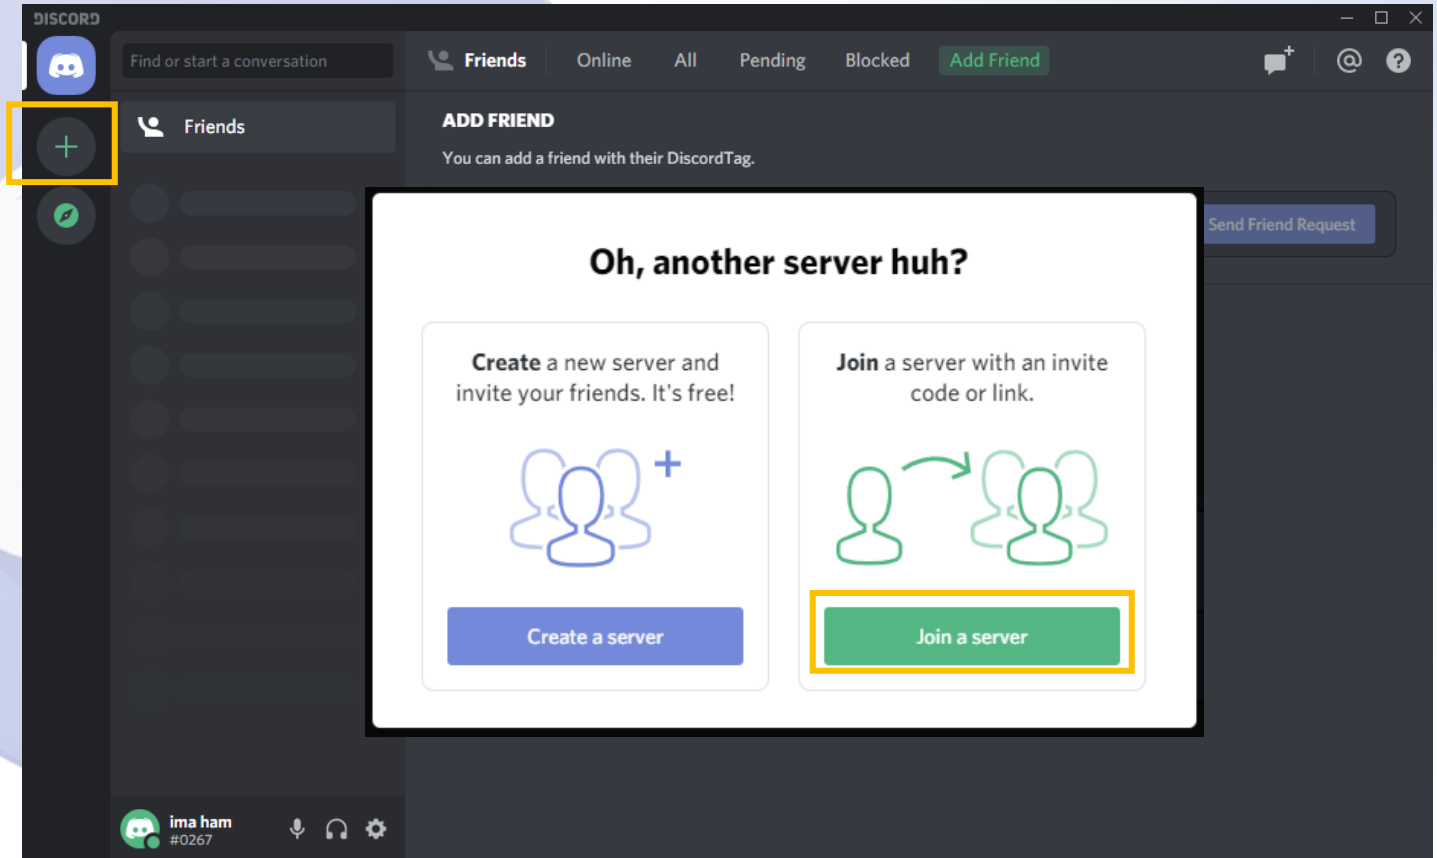 DISCORD
Find or start a conversation
Friends
Online
All
Pending
Blocked
Add Friend
Friends
ADD FRIEND
You can add a friend with their DiscordTag.
Send Friend Request
Oh, another server huh?
Create a new server and
invite your friends. It's free!
Create a server
Join a server with an invite
code or link.
Join a server
ima ham
#0267